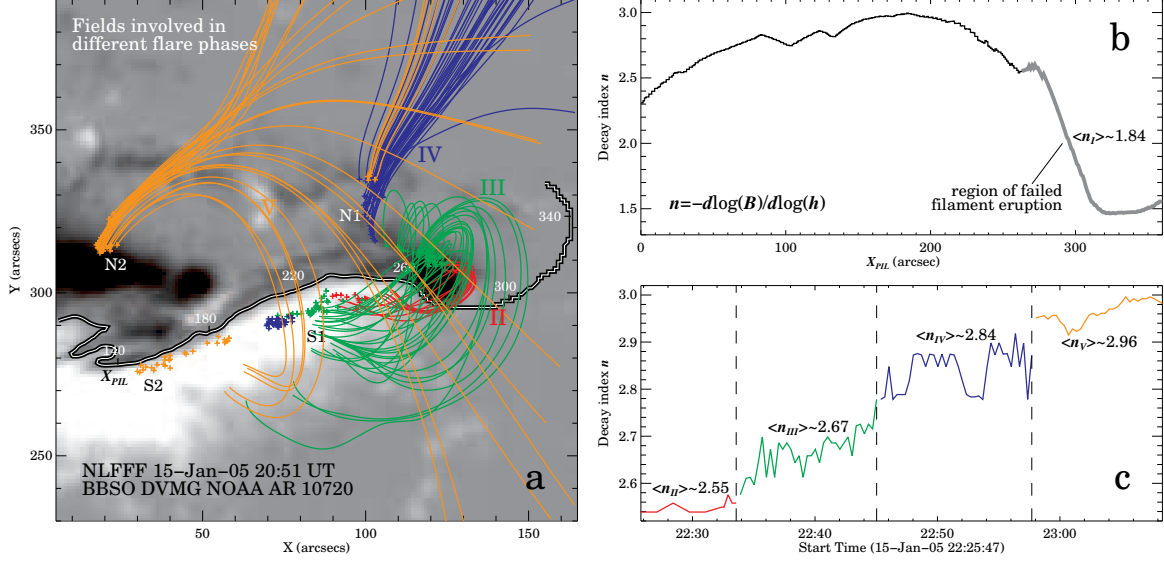 Fields involved in
different flare phases
Y (arcsecs)
350
300
250
IV
III
V
N1
N2
340
260
220
300
180
II
S1
140
X_PIL
S2
NLFFF 15−Jan−05 20:51 UT
BBSO DVMG NOAA AR 10720
a
50
100
150
X (arcsecs)
b
Decay index n
3.0
2.5
2.0
1.5
<n_I>~1.84
region of failed
filament eruption
n=−dlog(B)/dlog(h)
0
100
200
300
X_PIL (arcsec)
Decay index n
3.0
2.9
2.8
2.7
2.6
<n_IV>~2.84
<n_V>~2.96
<n_III>~2.67
<n_II>~2.55
c
22:30
22:40
22:50
23:00
Start Time (15−Jan−05 22:25:47)